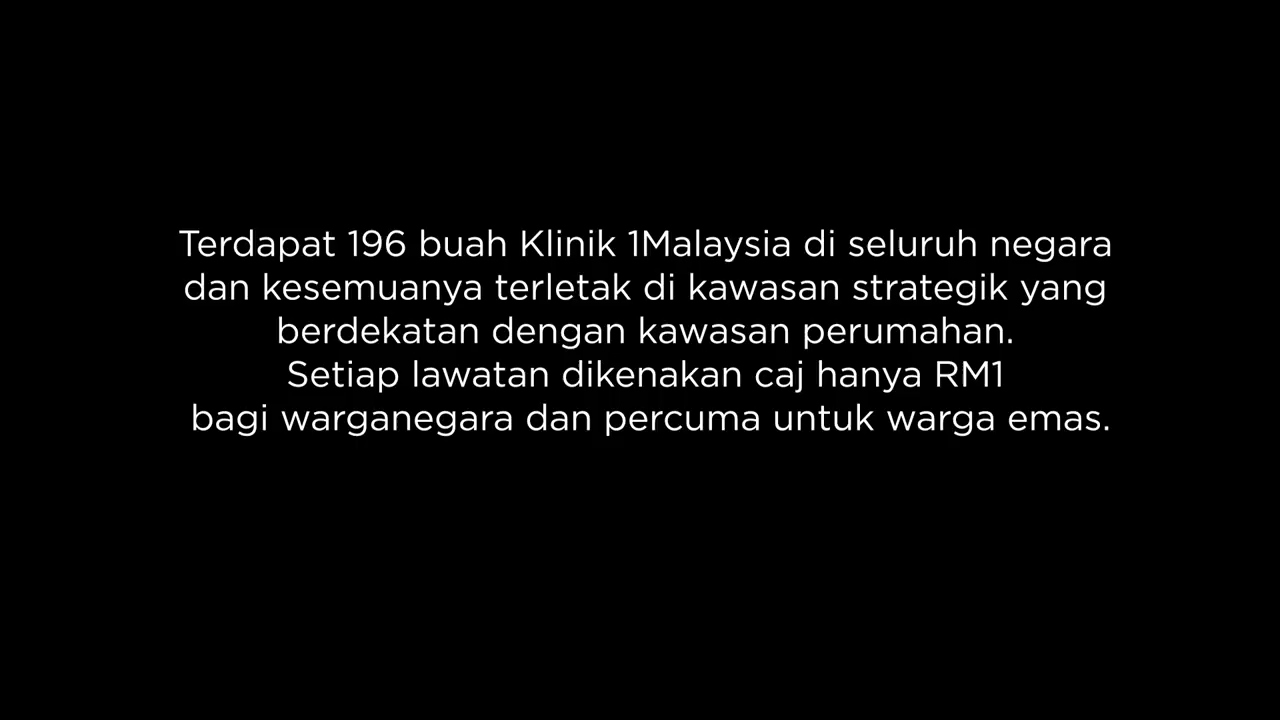 Terdapat 196 buah Klinik 1Malaysia di seluruh negara
dan kesemuanya terletak di kawasan strategik yang
berdekatan dengan kawasan perumahan.
Setiap lawatan dikenakan caj hanya RM1
bagi warganegara dan percuma untuk warga emas.